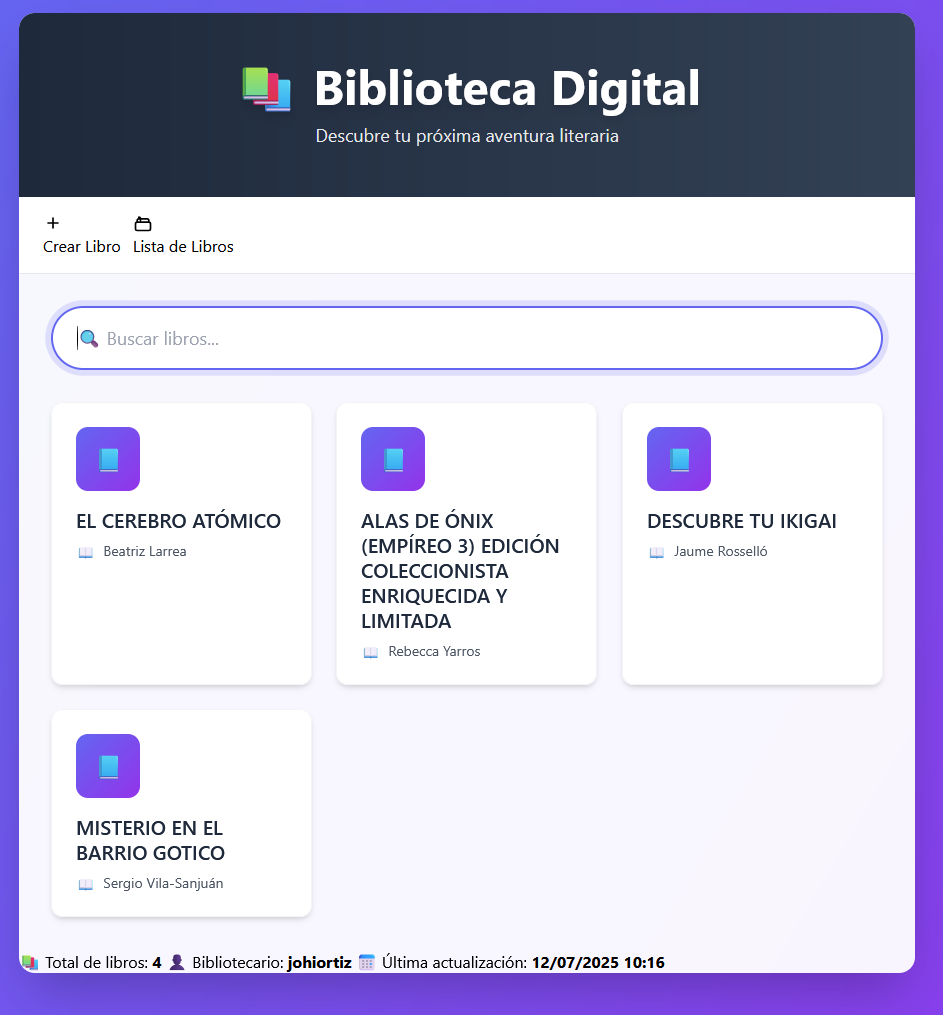 Biblioteca Digital
Descubre tu próxima aventura literaria
Crear Libro Lista de Libros
Buscar libros...
EL CEREBRO ATÓMICO
Beatriz Larrea
ALAS DE ÓNIX
(EMPÍREO 3) EDICIÓN
COLECCIONISTA
ENRIQUECIDA Y
LIMITADA
Rebecca Yarros
DESCUBRE TU IKIGAI
Jaume Rosselló
MISTERIO EN EL
BARRIO GOTICO
Sergio Vila-Sanjuán
Total de libros: 4 Bibliotecario: johiortiz Última actualización: 12/07/2025 10:16